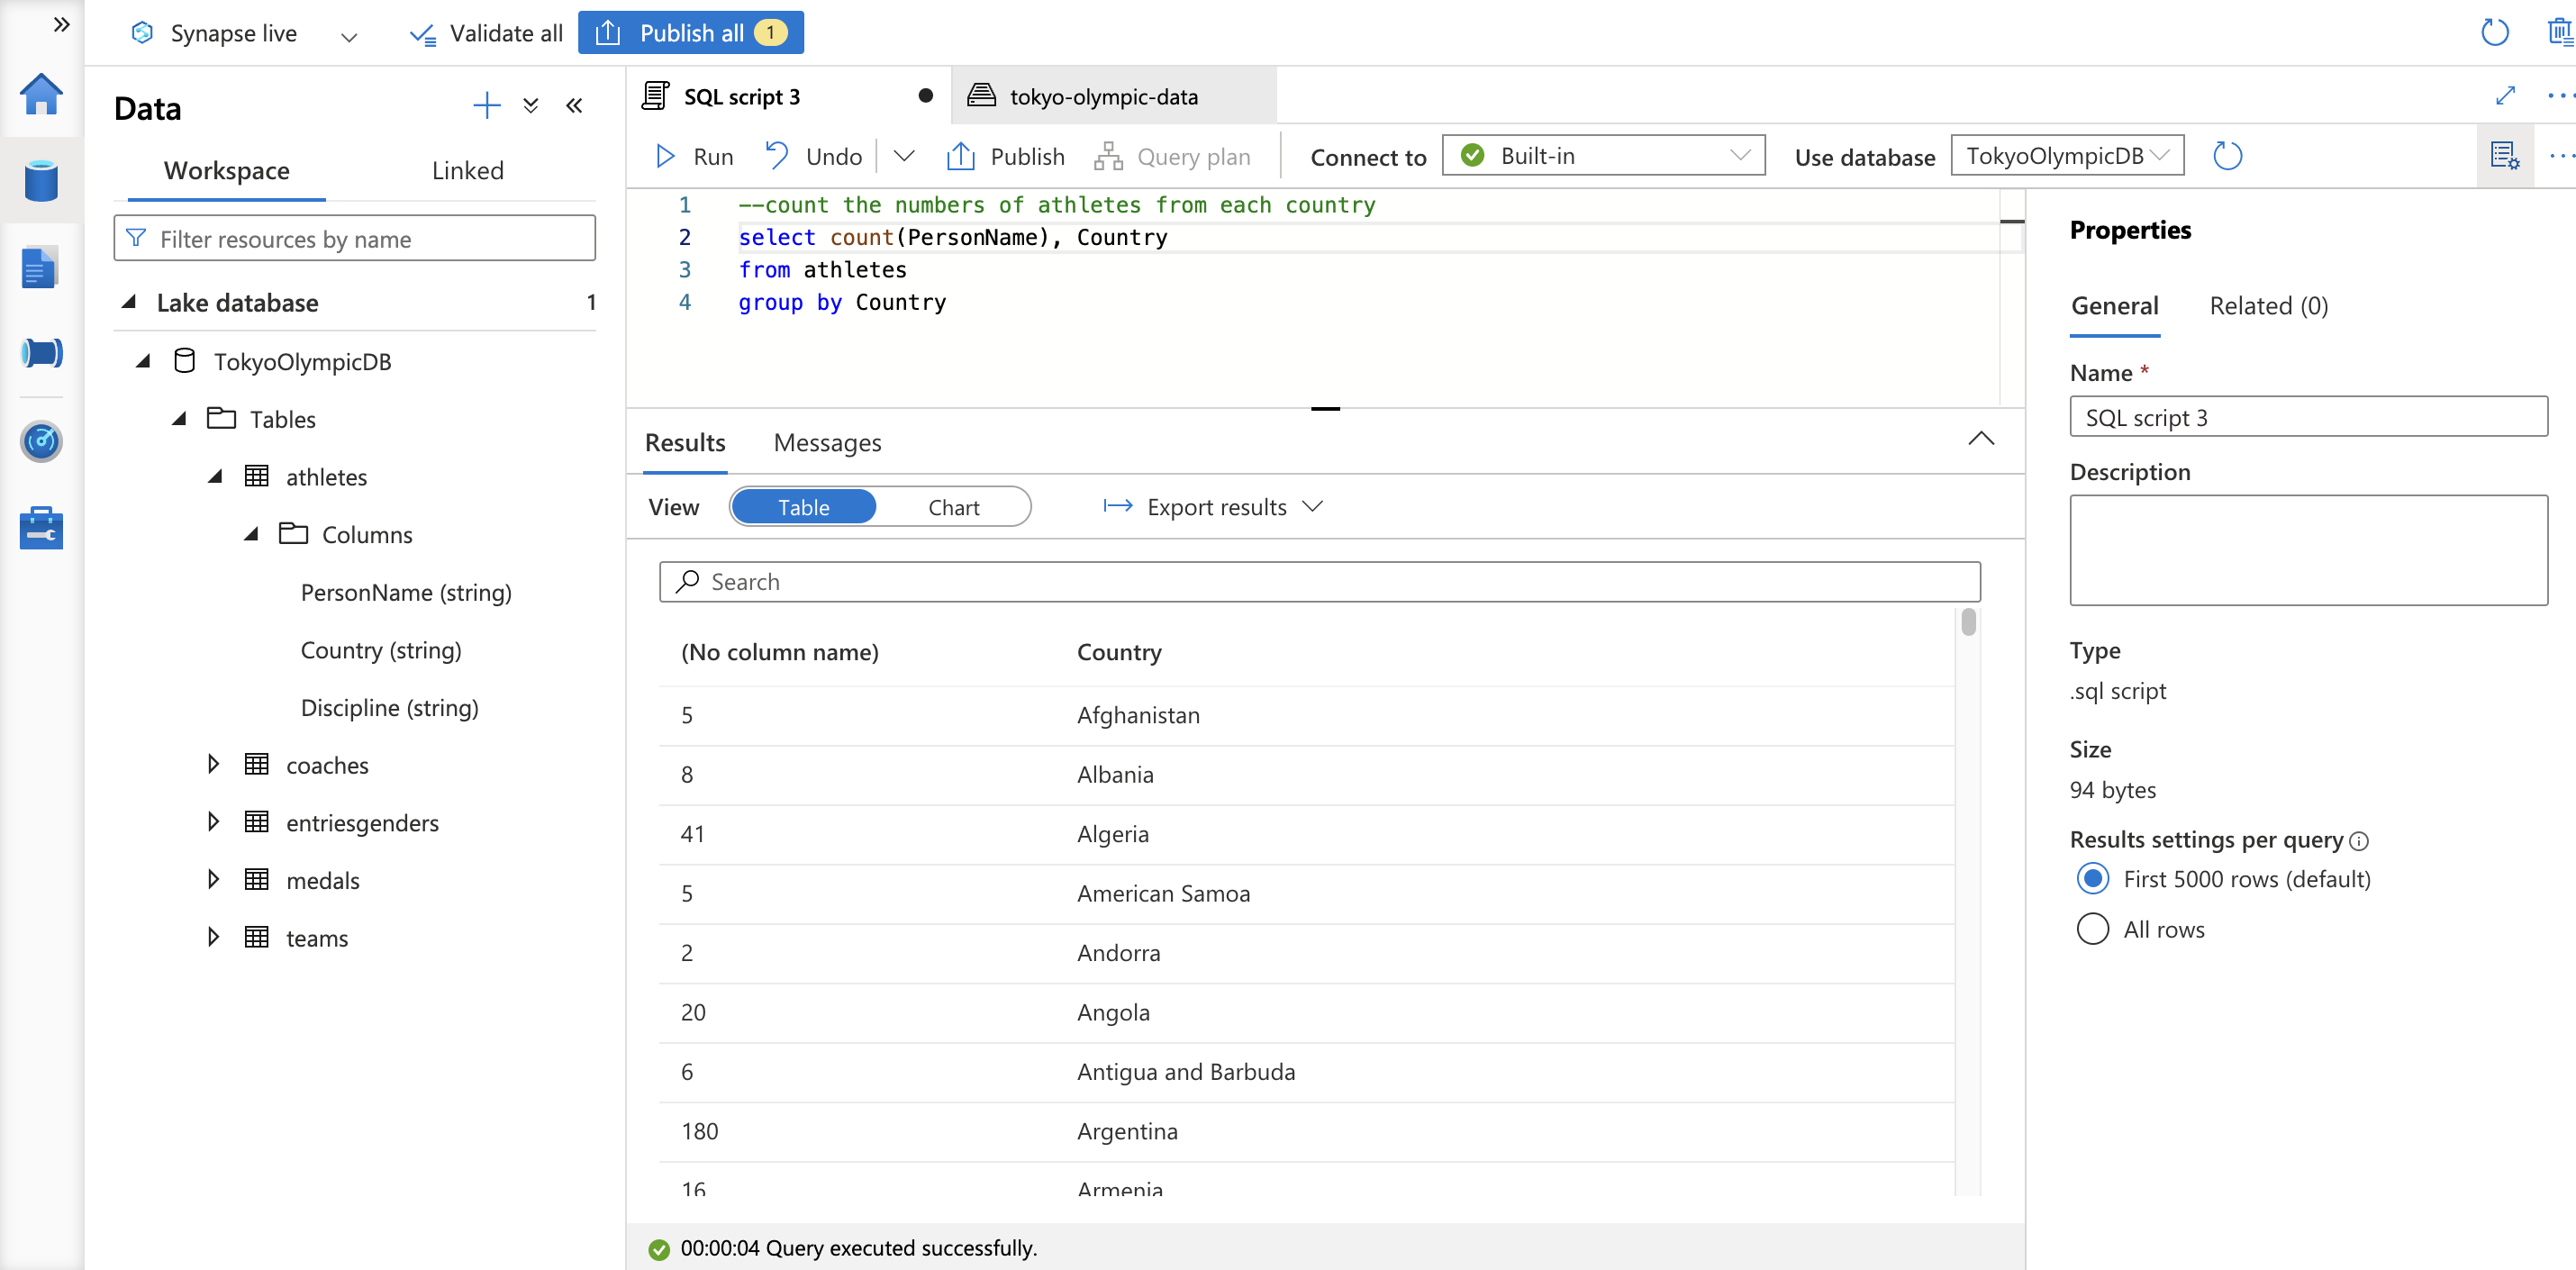 Synapse live
Validate all
Publish all 1
Data
Workspace
Linked
Filter resources by name
Lake database 1
TokyoOlympicDB
Tables
athletes
Columns
PersonName (string)
Country (string)
Discipline (string)
coaches
entriesgenders
medals
teams
SQL script 3
tokyo-olympic-data
Run
Undo
Publish
Query plan
Connect to
Built-in
Use database
TokyoOlympicDB
1 --count the numbers of athletes from each country
2 select count(PersonName), Country
3 from athletes
4 group by Country
Results
Messages
View
Table
Chart
Export results
Search
(No column name) Country
5 Afghanistan
8 Albania
41 Algeria
5 American Samoa
2 Andorra
20 Angola
6 Antigua and Barbuda
180 Argentina
16 Armenia
00:00:04 Query executed successfully.
Properties
General
Related (0)
Name *
SQL script 3
Description
Type
.sql script
Size
94 bytes
Results settings per query
First 5000 rows (default)
All rows